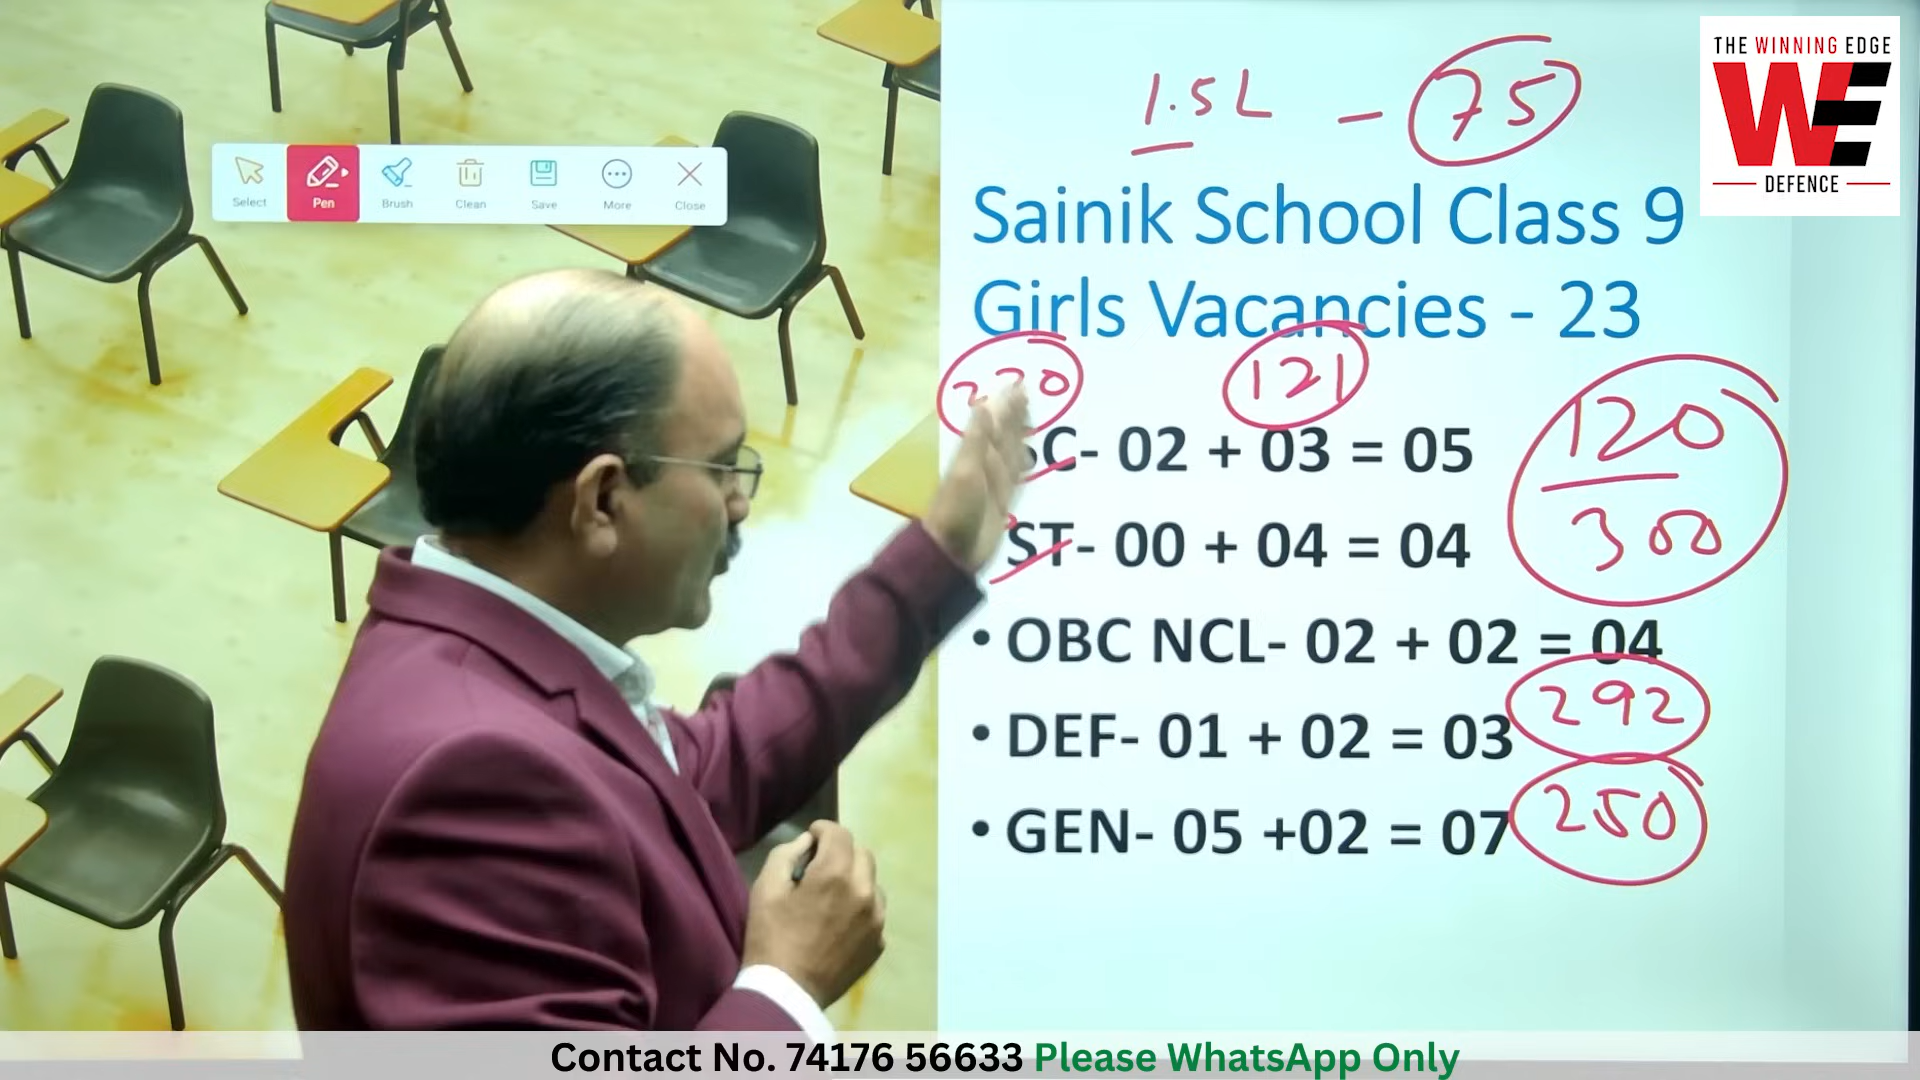 THE WINNING EDGE
WE
DEFENCE
1.5L - 75
Select Pen Brush Clean Save More Close
Sainik School Class 9
Girls Vacancies - 23
121
C- 02 + 03 = 05
120
300
ST- 00 + 04 = 04
• OBC NCL- 02 + 02 = 04
292
• DEF- 01 + 02 = 03
• GEN- 05 +02 = 07
250
Contact No. 74176 56633 Please WhatsApp Only